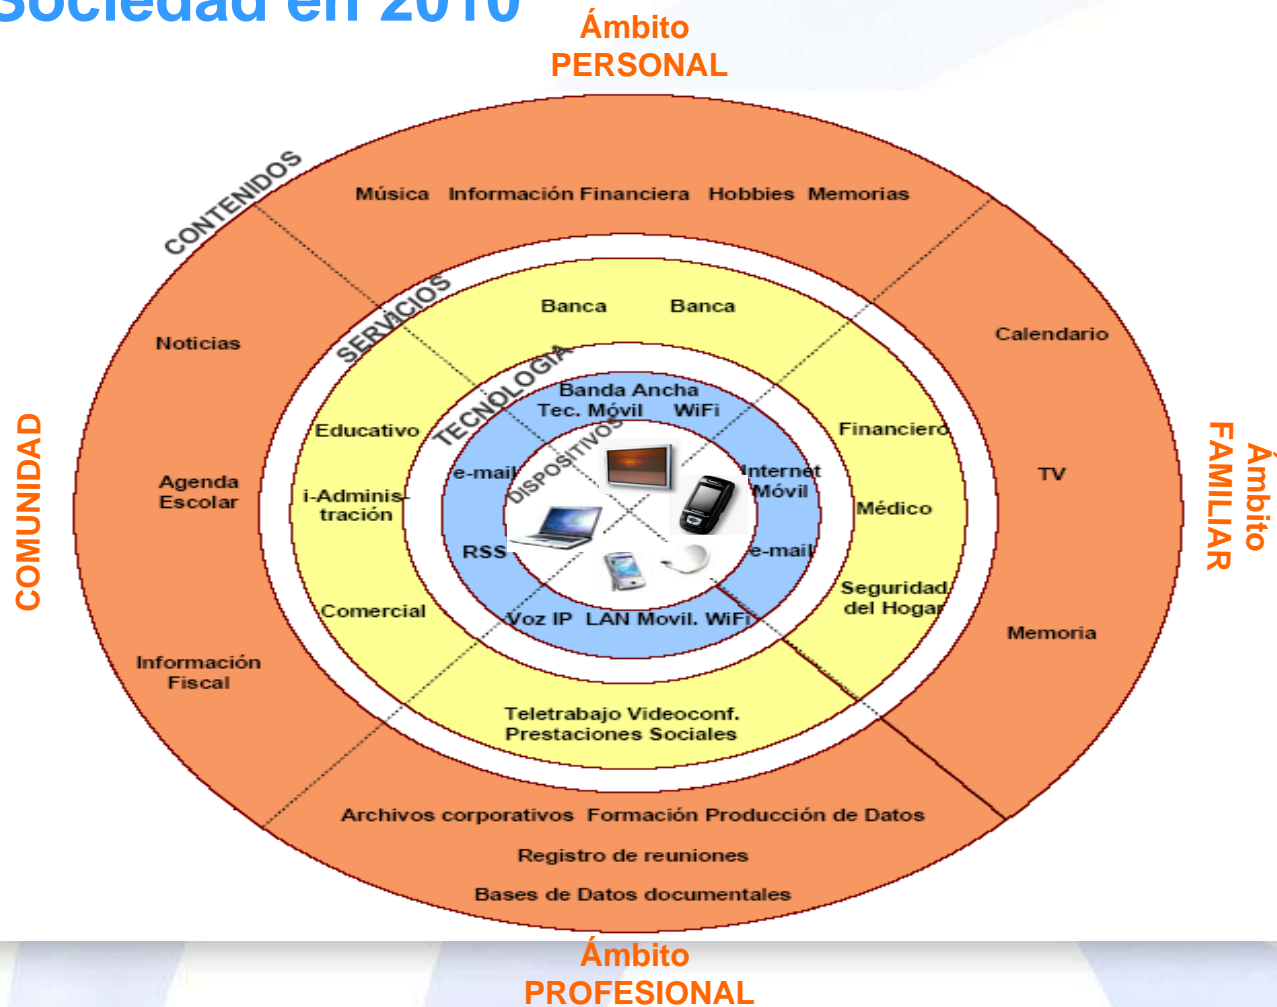 Sociedad en 2010
Ámbito
PERSONAL
CONTENIDOS
Música Información Financiera Hobbies Memorias
SERVICIOS
Banca Banca
Noticias
Calendario
TECNOLOGIA
Banda Ancha
Tec. Móvil WiFi
DISPOSITIVOS
Educativo
Financiero
e-mail
Internet
Móvil
TV
Agenda
Escolar
i-Adminis-
tración
Médico
COMUNIDAD
Ámbito
FAMILIAR
RSS
e-mail
Comercial
Seguridad
del Hogar
Voz IP LAN Movil. WiFi
Memoria
Información
Fiscal
Teletrabajo Videoconf.
Prestaciones Sociales
Archivos corporativos Formación Producción de Datos
Registro de reuniones
Bases de Datos documentales
Ámbito
PROFESIONAL